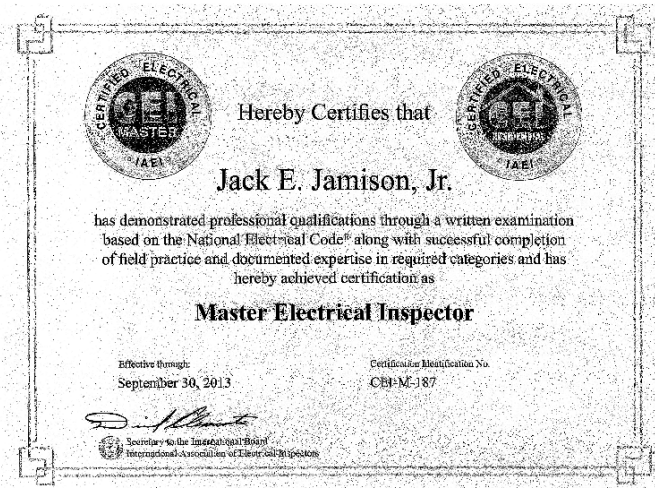 CERTIFIED ELECTRICAL
CEI
MASTER
IAEI
CERTIFIED ELECTRICAL
CEI
RESIDENTIAL
IAEI
Hereby Certifies that
Jack E. Jamison, Jr.
has demonstrated professional qualifications through a written examination
based on the National Electrical Code® along with successful completion
of field practice and documented expertise in required categories and has
hereby achieved certification as
Master Electrical Inspector
Effective through:
September 30, 2013
Certification Identification No.
CEI-M-187
Secretary to the International Board
International Association of Electrical Inspectors